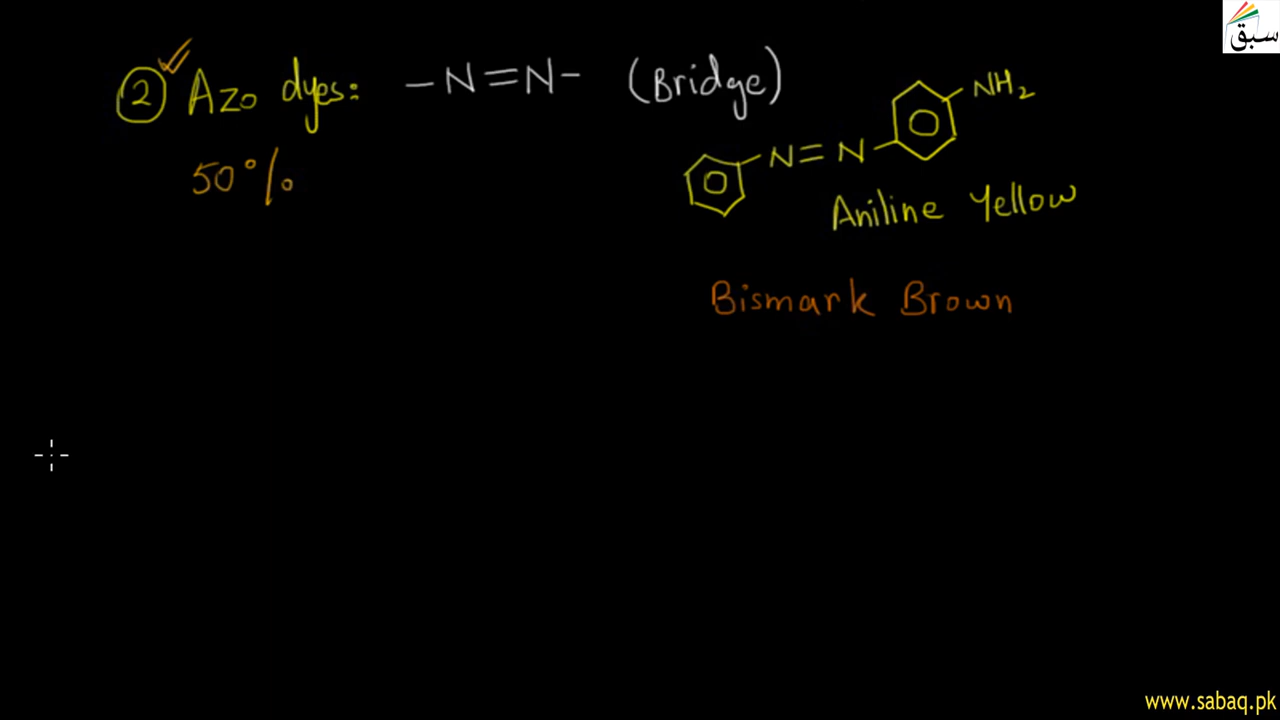 سبق
2 Azo dyes: -N=N- (Bridge)
50%
NH2
N=N
Aniline Yellow
Bismark Brown
www.sabaq.pk